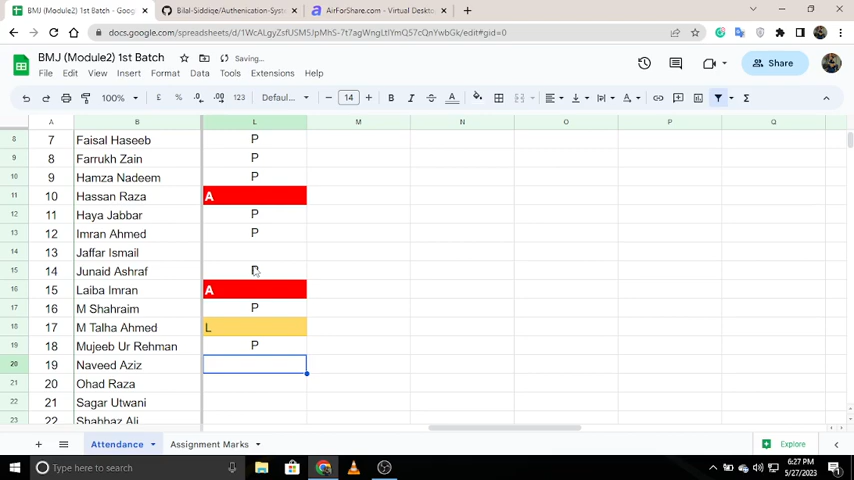 BMJ (Module2) 1st Batch - Goog
Bilal-Siddiqe/Authenication-Syst
AirForShare.com - Virtual Deskto
docs.google.com/spreadsheets/d/1WcALgyZsfUSM5JpMhS-7t7agWngLtIYmQ57cQnYwbGk/edit#gid=0
BMJ (Module2) 1st Batch
Saving...
File Edit View Insert Format Data Tools Extensions Help
Share
100% £ % .0 .00 123 Defaul... 14 B I A
A B L M N O P Q
8 7 Faisal Haseeb P
9 8 Farrukh Zain P
10 9 Hamza Nadeem P
11 10 Hassan Raza A
12 11 Haya Jabbar P
13 12 Imran Ahmed P
14 13 Jaffar Ismail
15 14 Junaid Ashraf P
16 15 Laiba Imran A
17 16 M Shahraim P
18 17 M Talha Ahmed L
19 18 Mujeeb Ur Rehman P
20 19 Naveed Aziz
21 20 Ohad Raza
22 21 Sagar Utwani
23 22 Shahbaz Ali
Attendance Assignment Marks
Explore
Type here to search
6:27 PM
5/27/2023